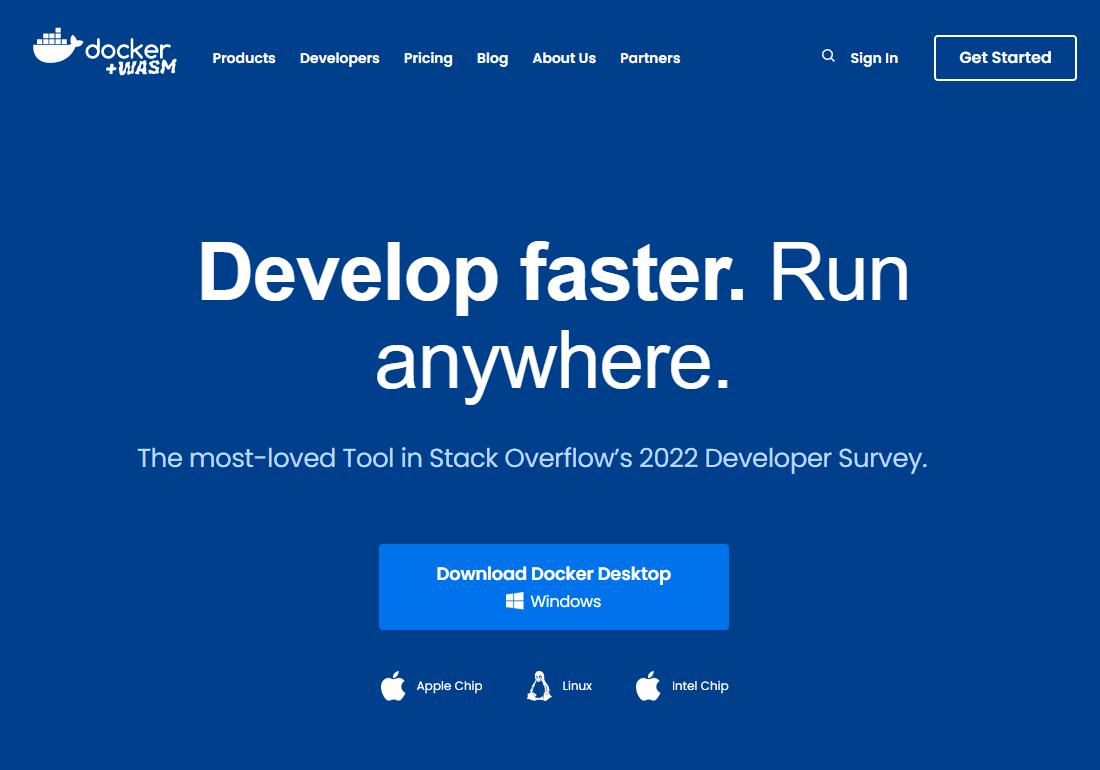 docker
+WASM
Products Developers Pricing Blog About Us Partners Sign In Get Started
Develop faster. Run
anywhere.
The most-loved Tool in Stack Overflow’s 2022 Developer Survey.
Download Docker Desktop
Windows
Apple Chip Linux Intel Chip